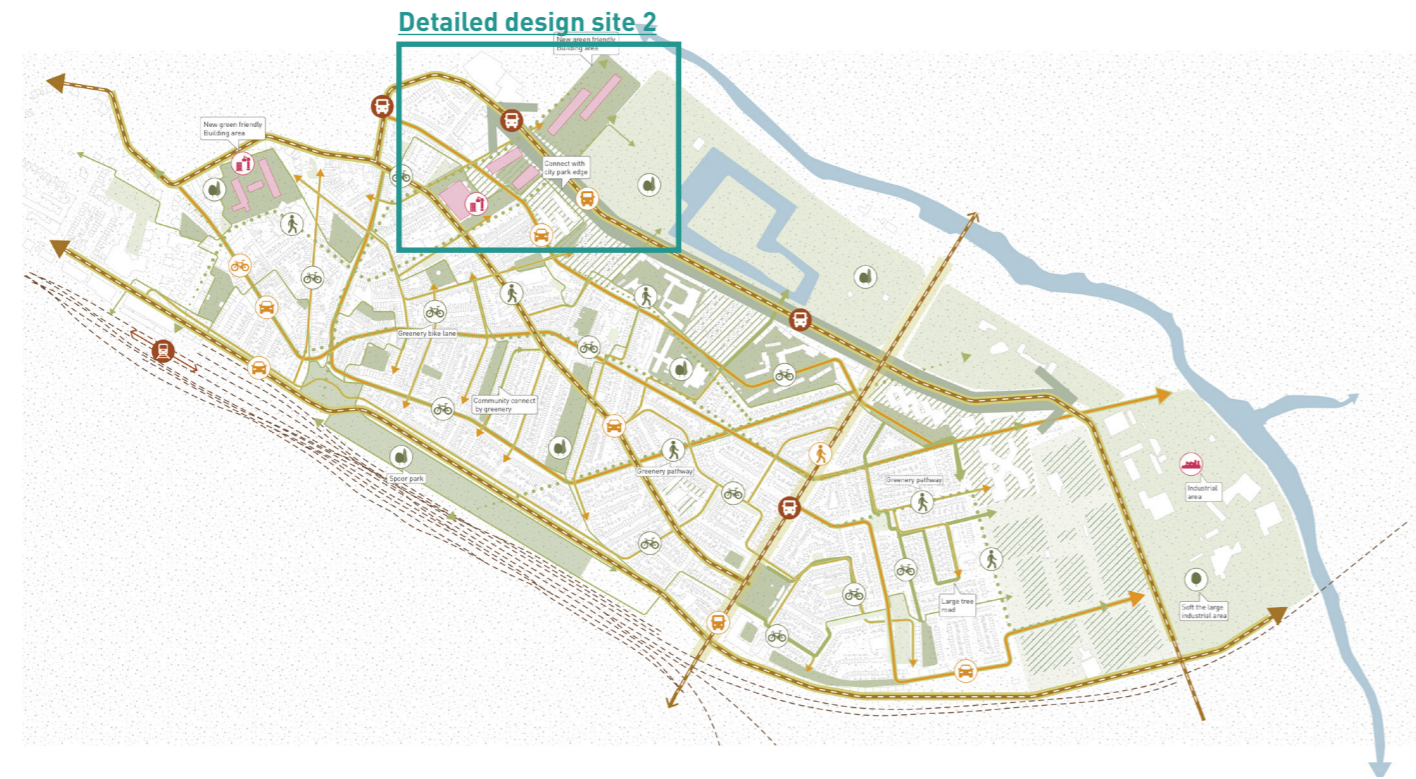 Detailed design site 2
New green friendly
Building area
New green friendly
Building area
Connect with
city park edge
Greenery bike lane
Community connect
by greenery
Greenery pathway
Greenery pathway
Spoor park
Industrial
area
Large tree
road
Soft the large
industrial area